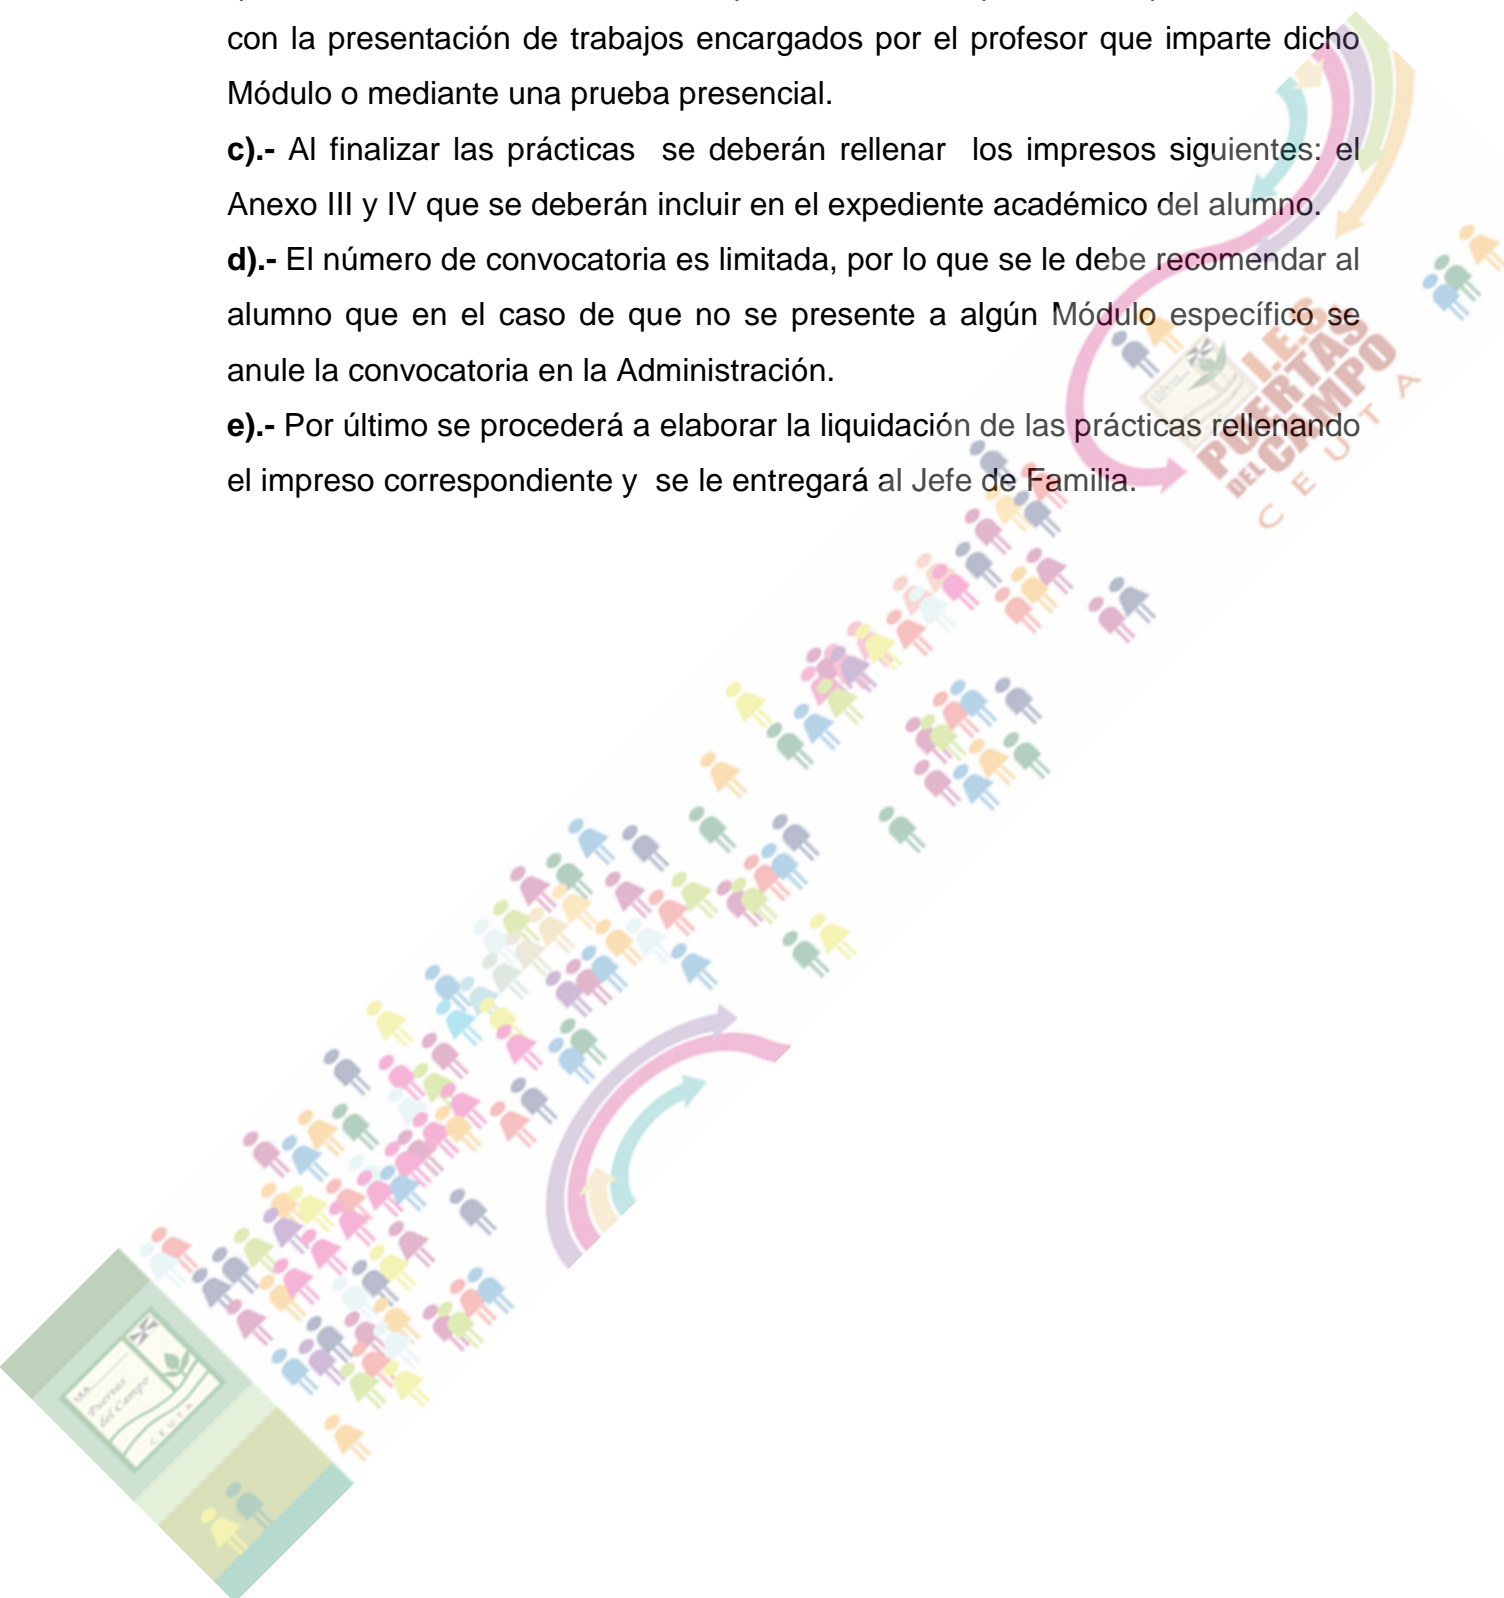 con la presentación de trabajos encargados por el profesor que imparte dicho
Módulo o mediante una prueba presencial.
c).- Al finalizar las prácticas se deberán rellenar los impresos siguientes: el
Anexo III y IV que se deberán incluir en el expediente académico del alumno.
d).- El número de convocatoria es limitada, por lo que se le debe recomendar al
alumno que en el caso de que no se presente a algún Módulo específico se
anule la convocatoria en la Administración.
e).- Por último se procederá a elaborar la liquidación de las prácticas rellenando
el impreso correspondiente y se le entregará al Jefe de Familia.
I.E.S.
PUERTAS
DEL CAMPO
CEUTA
Puertas
del Campo
CEUTA